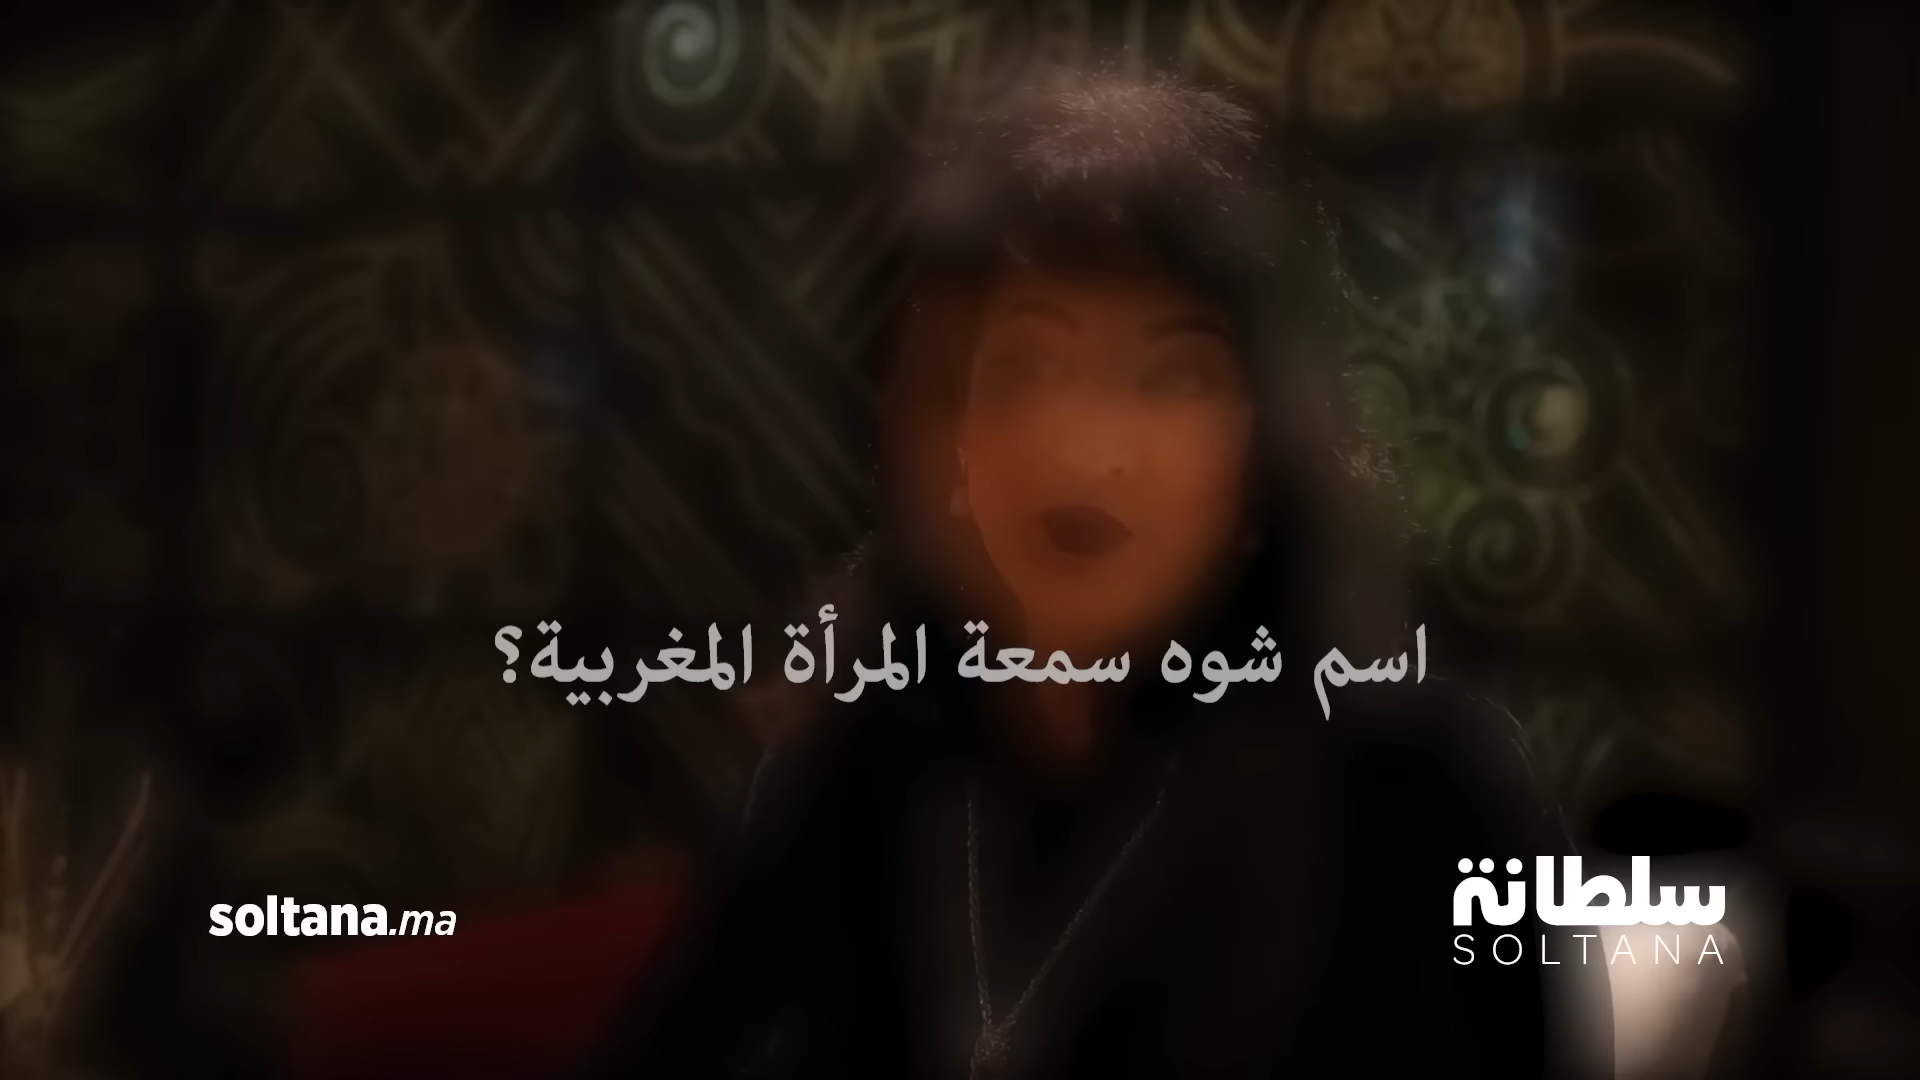 اسم شوه سمعة المرأة المغربية؟
soltana.ma
سلطانة
SOLTANA